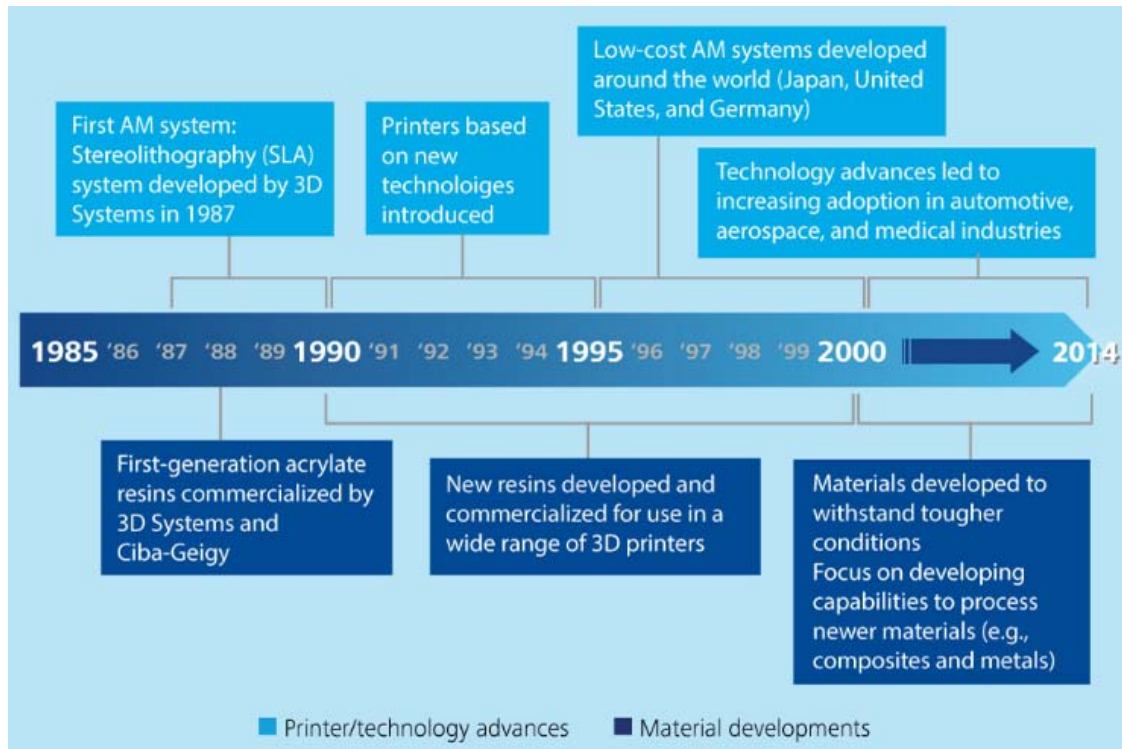 Low-cost AM systems developed
around the world (Japan, United
States, and Germany)
First AM system:
Stereolithography (SLA)
system developed by 3D
Systems in 1987
Printers based
on new
technoloiges
introduced
Technology advances led to
increasing adoption in automotive,
aerospace, and medical industries
1985 '86 '87 '88 '89 1990 '91 '92 '93 '94 1995 '96 '97 '98 '99 2000 2014
First-generation acrylate
resins commercialized by
3D Systems and
Ciba-Geigy
New resins developed and
commercialized for use in a
wide range of 3D printers
Materials developed to
withstand tougher
conditions
Focus on developing
capabilities to process
newer materials (e.g.,
composites and metals)
Printer/technology advances
Material developments